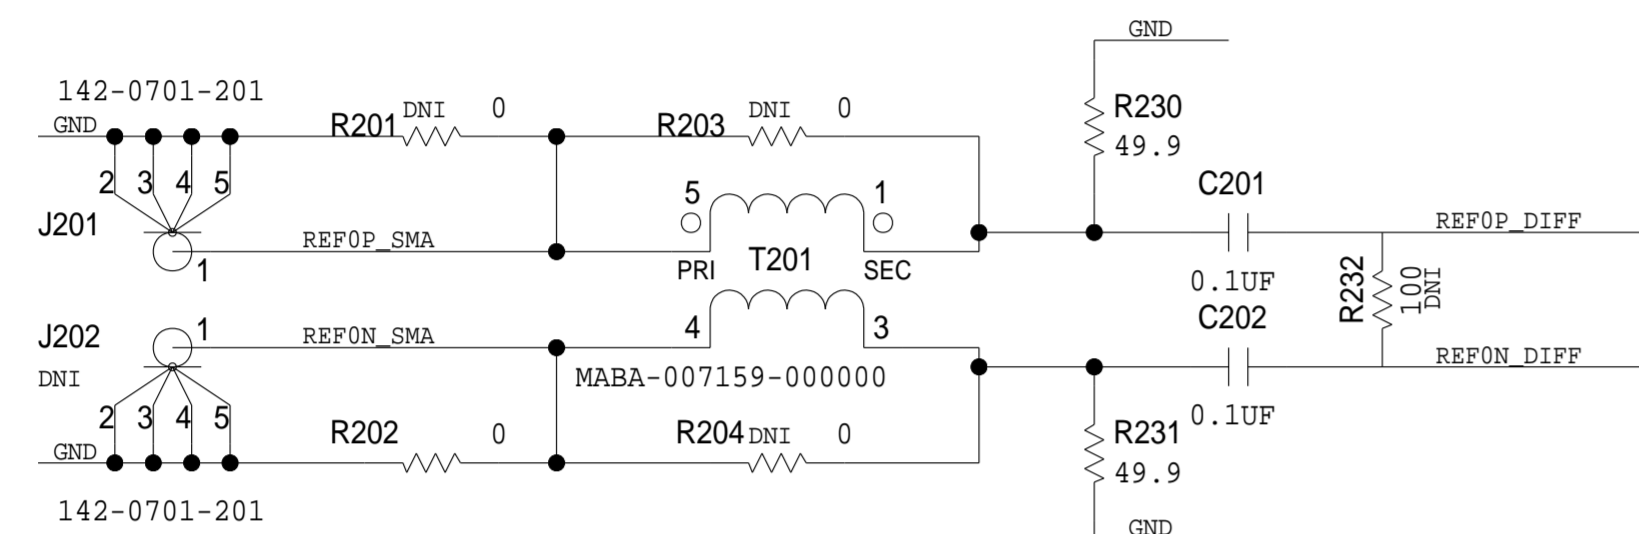 GND
142-0701-201
GND
R201 DNI 0
R203 DNI 0
R230
49.9
2 3 4 5
J201
1
REF0P_SMA
5 1
PRI T201 SEC
C201
0.1UF
REF0P_DIFF
R232
100
DNI
J202
DNI
1
REF0N_SMA
4 3
MABA-007159-000000
C202
0.1UF
REF0N_DIFF
2 3 4 5
GND
R202 0
R204 DNI 0
R231
49.9
142-0701-201
GND